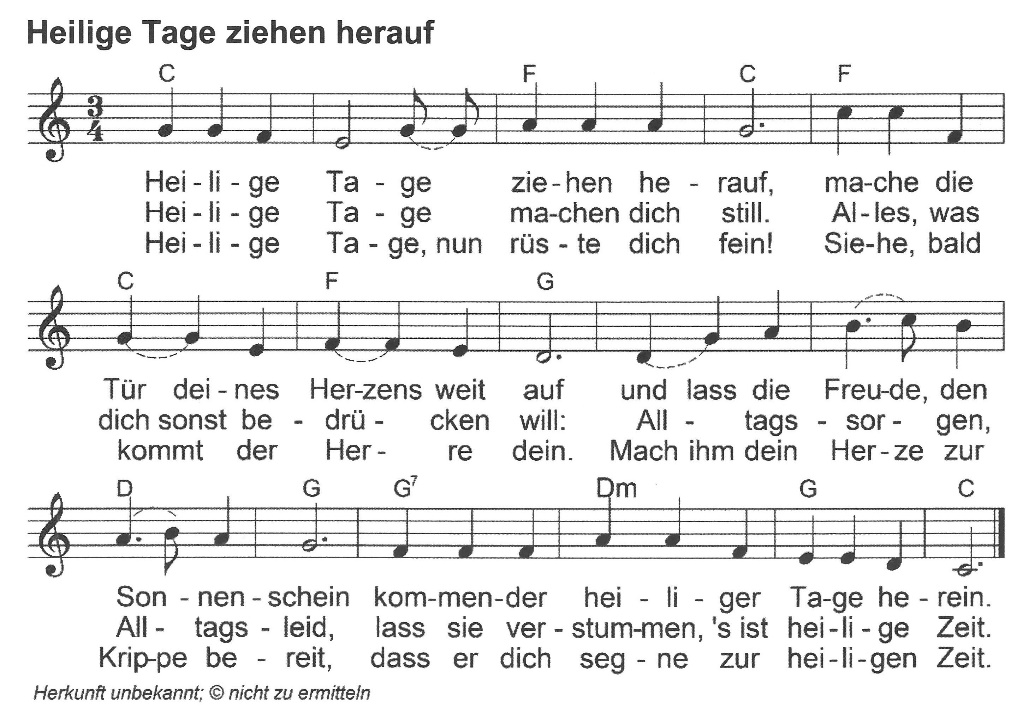 Heilige Tage ziehen herauf
C F C F
3
4
Hei - li - ge Ta - ge zie-hen he - rauf, ma-che die
Hei - li - ge Ta - ge ma-chen dich still. Al-les, was
Hei - li - ge Ta - ge, nun rüs - te dich fein! Sie-he, bald
C F G
Tür dei - nes Her-zens weit auf und lass die Freu-de, den
dich sonst be - drü - cken will: All - tags - sor - gen,
kommt der Her - re dein. Mach ihm dein Her-ze zur
D G G7 Dm G C
Son - nen - schein kom-men-der hei - li - ger Ta-ge he - rein.
All - tags - leid, lass sie ver - stum-men, 's ist hei-li - ge Zeit.
Krip-pe be - reit, dass er dich seg - ne zur hei-li-gen Zeit.
Herkunft unbekannt; © nicht zu ermitteln